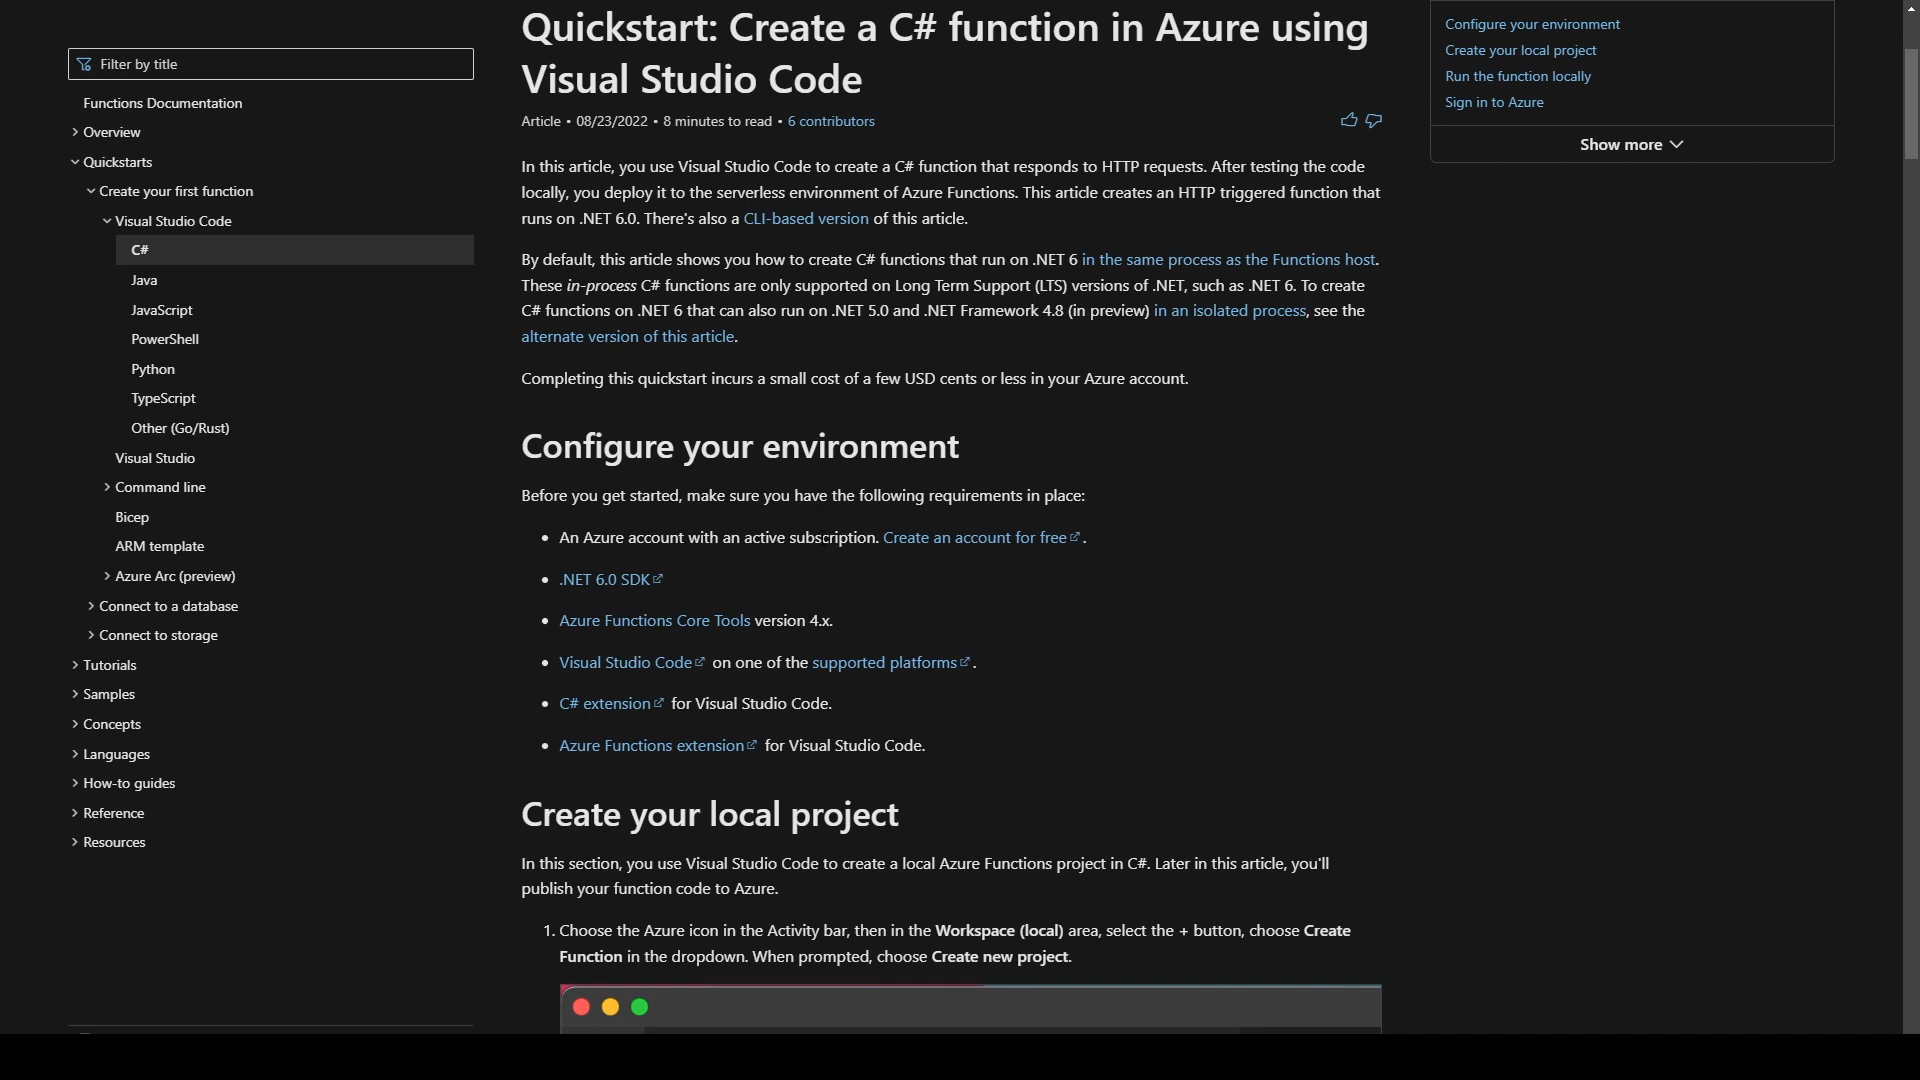 Filter by title
Functions Documentation
Overview
Quickstarts
Create your first function
Visual Studio Code
C#
Java
JavaScript
PowerShell
Python
TypeScript
Other (Go/Rust)
Visual Studio
Command line
Bicep
ARM template
Azure Arc (preview)
Connect to a database
Connect to storage
Tutorials
Samples
Concepts
Languages
How-to guides
Reference
Resources
Quickstart: Create a C# function in Azure using
Visual Studio Code
Article • 08/23/2022 • 8 minutes to read • 6 contributors
In this article, you use Visual Studio Code to create a C# function that responds to HTTP requests. After testing the code
locally, you deploy it to the serverless environment of Azure Functions. This article creates an HTTP triggered function that
runs on .NET 6.0. There's also a CLI-based version of this article.
By default, this article shows you how to create C# functions that run on .NET 6 in the same process as the Functions host.
These in-process C# functions are only supported on Long Term Support (LTS) versions of .NET, such as .NET 6. To create
C# functions on .NET 6 that can also run on .NET 5.0 and .NET Framework 4.8 (in preview) in an isolated process, see the
alternate version of this article.
Completing this quickstart incurs a small cost of a few USD cents or less in your Azure account.
Configure your environment
Before you get started, make sure you have the following requirements in place:
• An Azure account with an active subscription. Create an account for free.
• .NET 6.0 SDK
• Azure Functions Core Tools version 4.x.
• Visual Studio Code on one of the supported platforms.
• C# extension for Visual Studio Code.
• Azure Functions extension for Visual Studio Code.
Create your local project
In this section, you use Visual Studio Code to create a local Azure Functions project in C#. Later in this article, you'll
publish your function code to Azure.
1. Choose the Azure icon in the Activity bar, then in the Workspace (local) area, select the + button, choose Create
Function in the dropdown. When prompted, choose Create new project.
Configure your environment
Create your local project
Run the function locally
Sign in to Azure
Show more